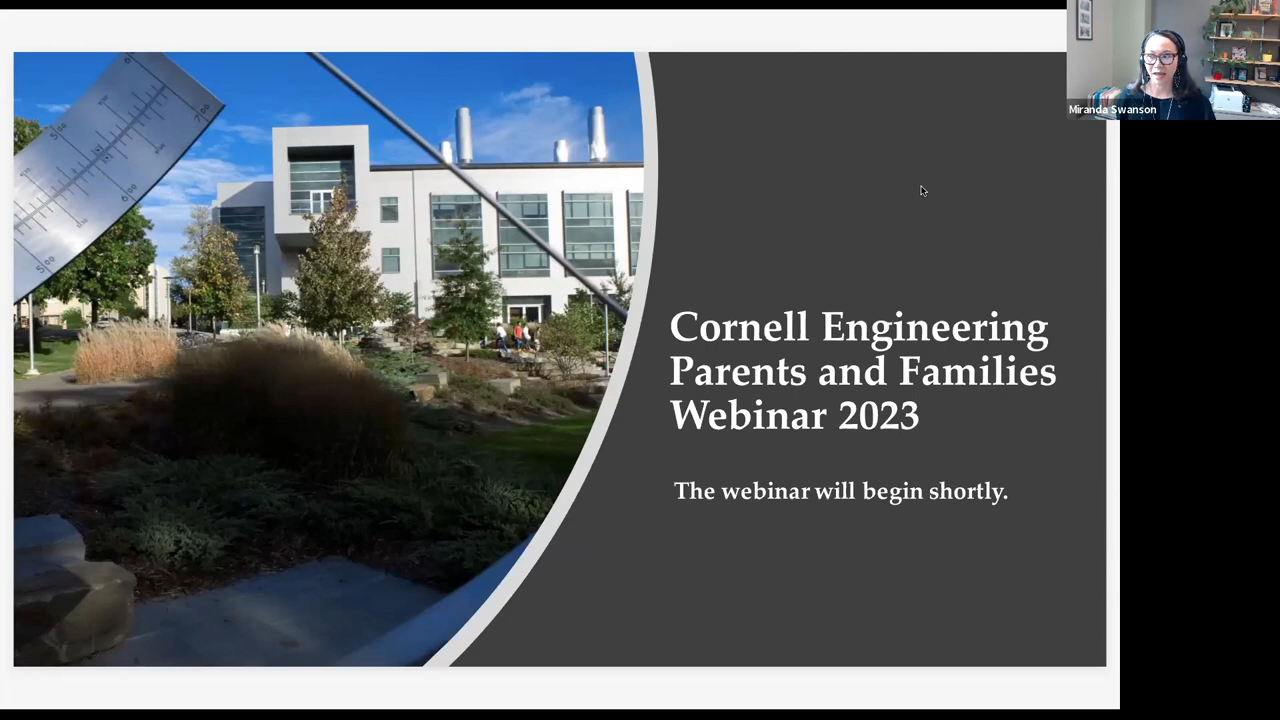 Miranda Swanson
Cornell Engineering
Parents and Families
Webinar 2023
The webinar will begin shortly.